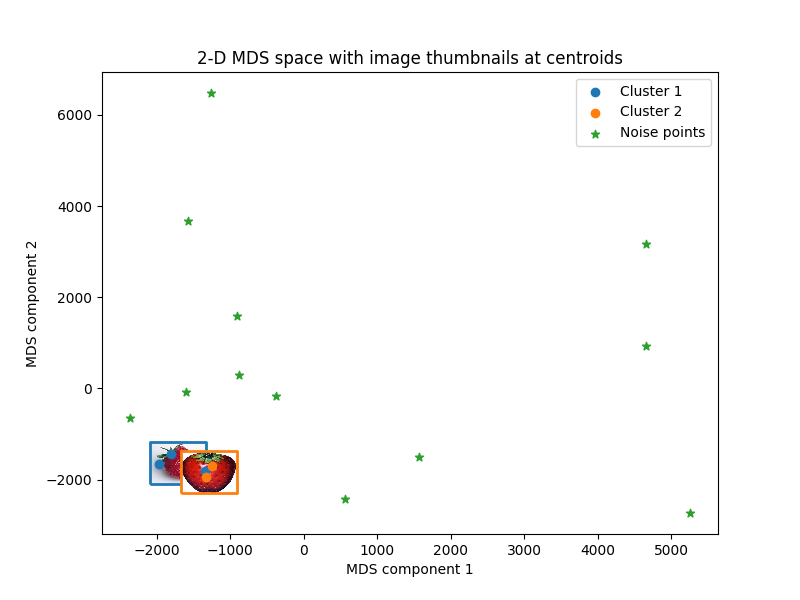 2-D MDS space with image thumbnails at centroids
Cluster 1
Cluster 2
Noise points
6000
4000
2000
0
−2000
MDS component 2
−2000
−1000
0
1000
2000
3000
4000
5000
MDS component 1